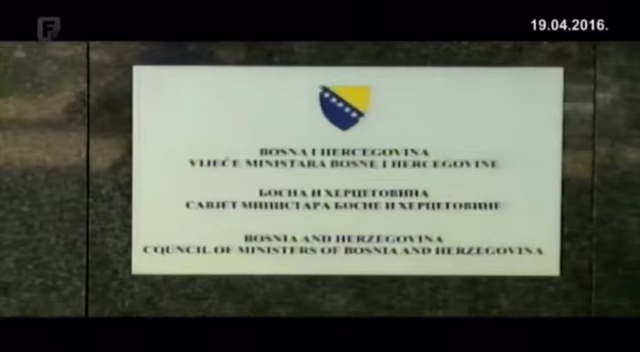 F
19.04.2016.
BOSNA I HERCEGOVINA
VIJEĆE MINISTARA BOSNE I HERCEGOVINE
БОСНА И ХЕРЦЕГОВИНА
САВЈЕТ МИНИСТАРА БОСНЕ И ХЕРЦЕГОВИНЕ
BOSNIA AND HERZEGOVINA
COUNCIL OF MINISTERS OF BOSNIA AND HERZEGOVINA